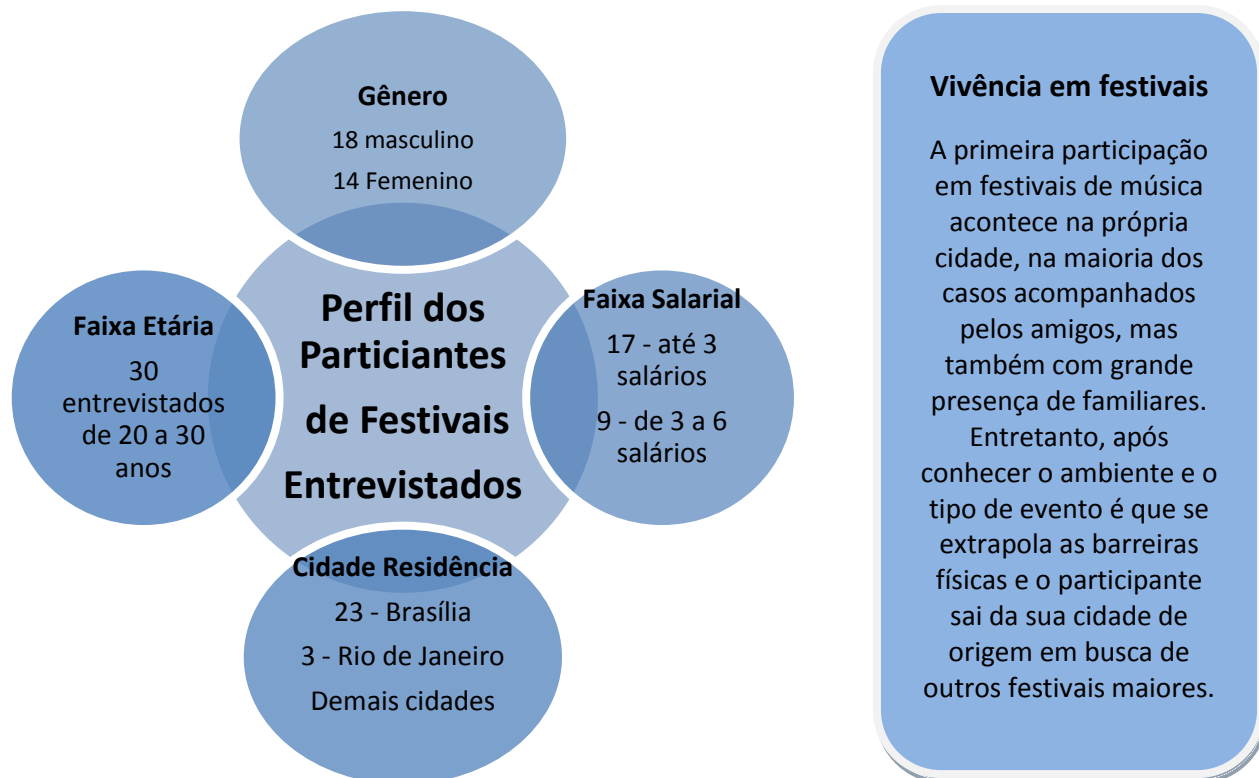 Gênero
18 masculino
14 Femenino
Faixa Etária
30
entrevistados
de 20 a 30
anos
Perfil dos
Particiantes
de Festivais
Entrevistados
Faixa Salarial
17 - até 3
salários
9 - de 3 a 6
salários
Cidade Residência
23 - Brasília
3 - Rio de Janeiro
Demais cidades
Vivência em festivais
A primeira participação
em festivais de música
acontece na própria
cidade, na maioria dos
casos acompanhados
pelos amigos, mas
também com grande
presença de familiares.
Entretanto, após
conhecer o ambiente e o
tipo de evento é que se
extrapola as barreiras
físicas e o participante
sai da sua cidade de
origem em busca de
outros festivais maiores.